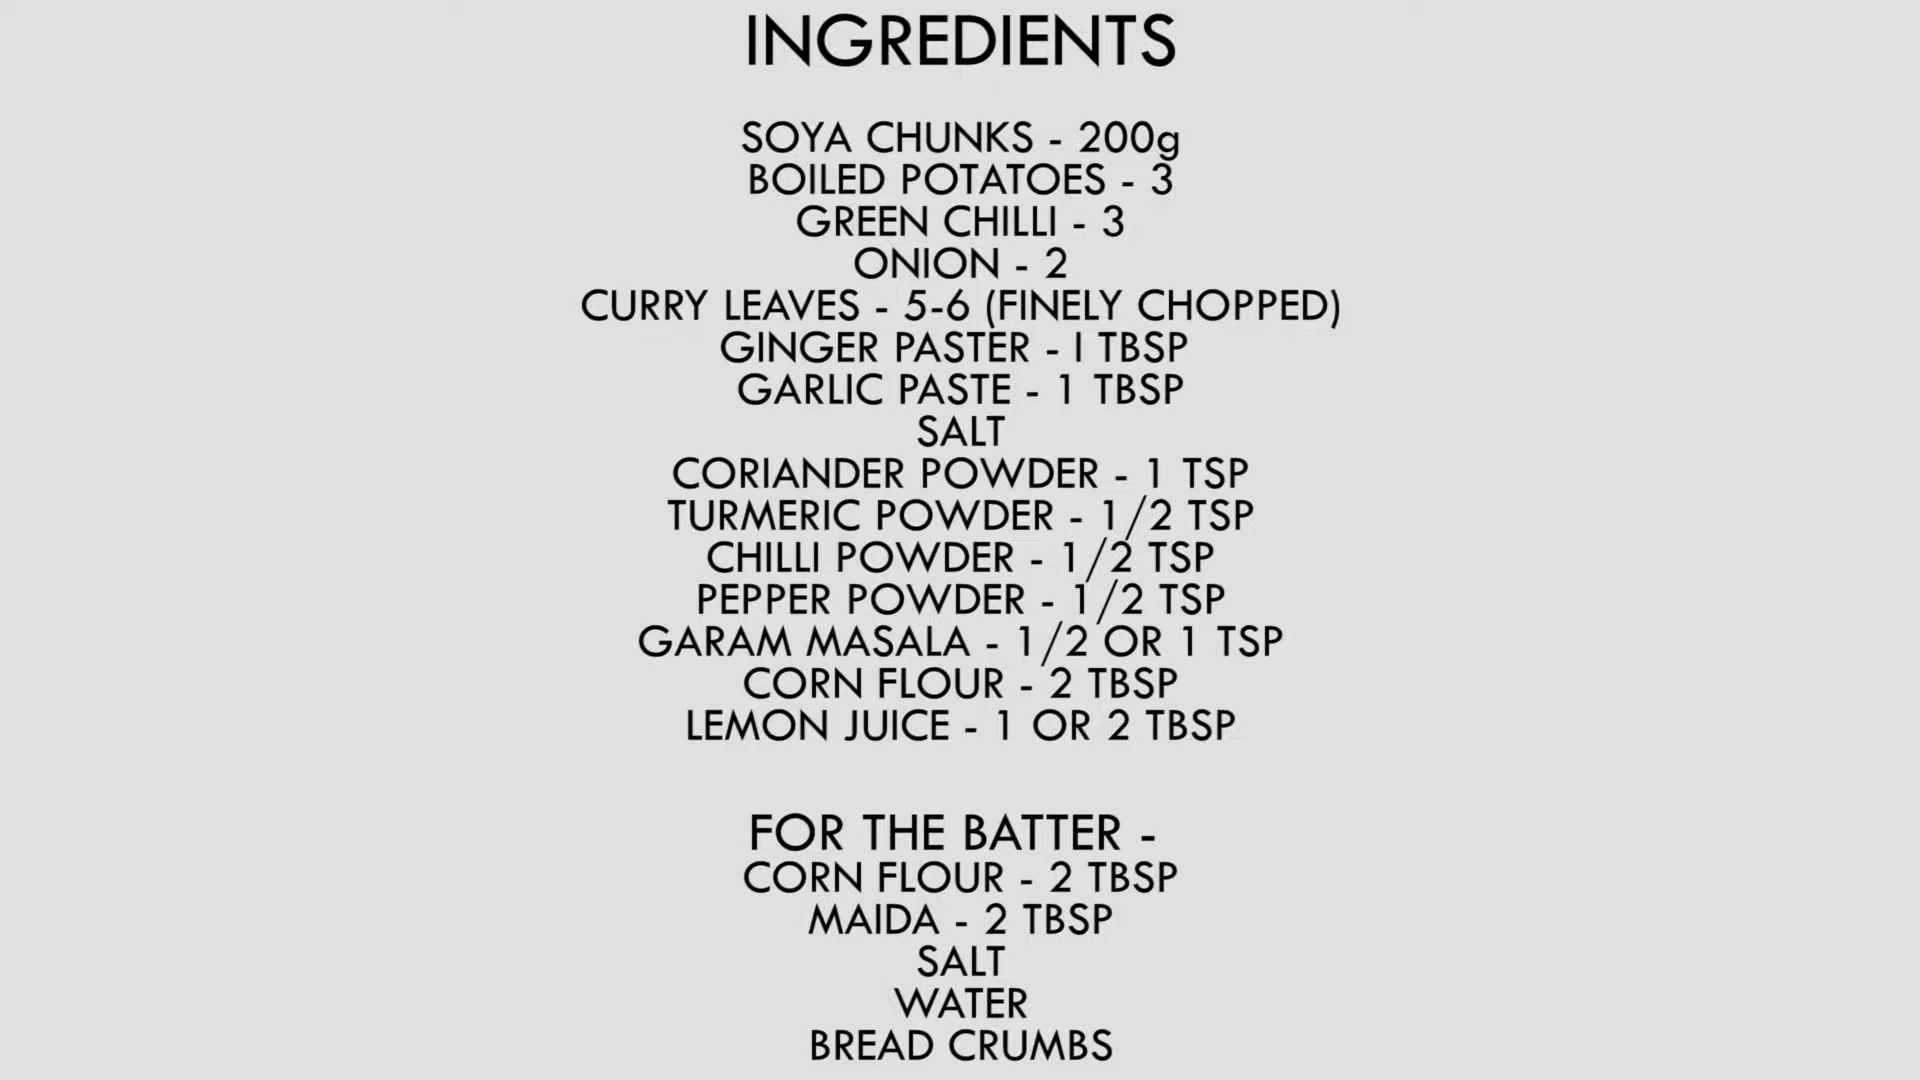 INGREDIENTS
SOYA CHUNKS - 200g
BOILED POTATOES - 3
GREEN CHILLI - 3
ONION - 2
CURRY LEAVES - 5-6 (FINELY CHOPPED)
GINGER PASTER - I TBSP
GARLIC PASTE - 1 TBSP
SALT
CORIANDER POWDER - 1 TSP
TURMERIC POWDER - 1/2 TSP
CHILLI POWDER - 1/2 TSP
PEPPER POWDER - 1/2 TSP
GARAM MASALA - 1/2 OR 1 TSP
CORN FLOUR - 2 TBSP
LEMON JUICE - 1 OR 2 TBSP
FOR THE BATTER -
CORN FLOUR - 2 TBSP
MAIDA - 2 TBSP
SALT
WATER
BREAD CRUMBS